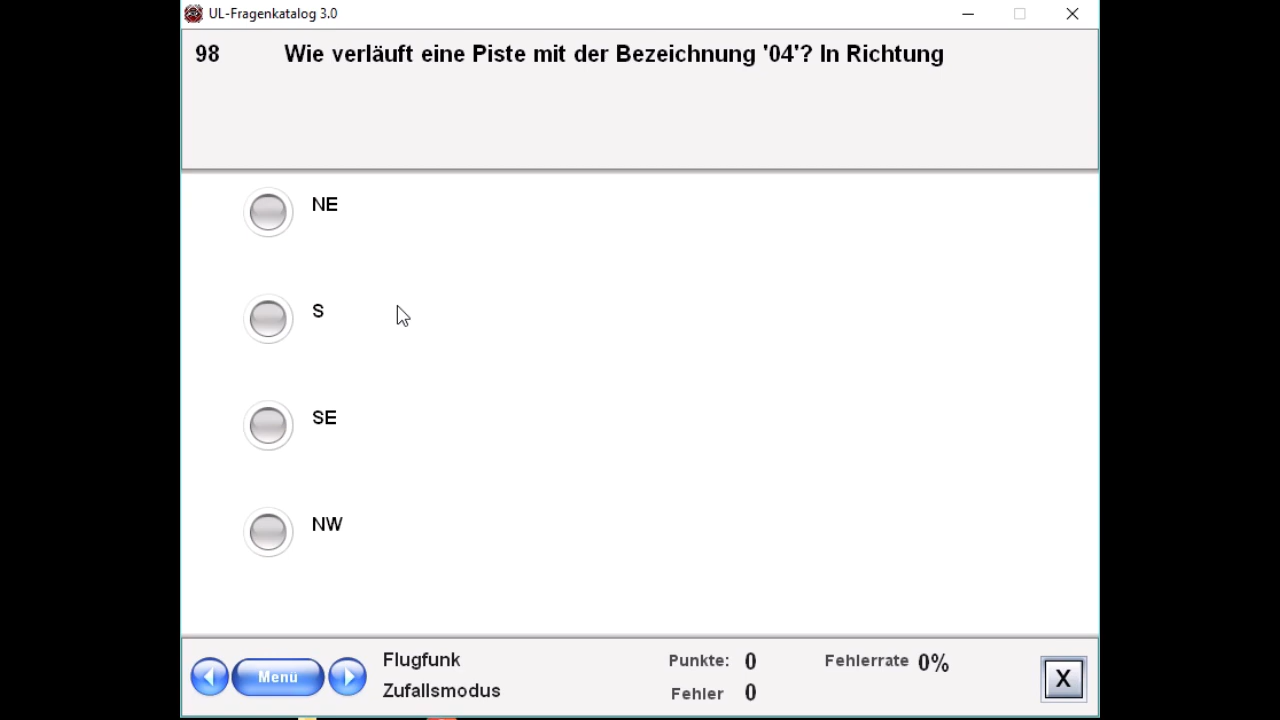 UL-Fragenkatalog 3.0
98 Wie verläuft eine Piste mit der Bezeichnung '04'? In Richtung
NE
S
SE
NW
Menü
Flugfunk
Zufallsmodus
Punkte: 0
Fehler 0
Fehlerrate 0%
X